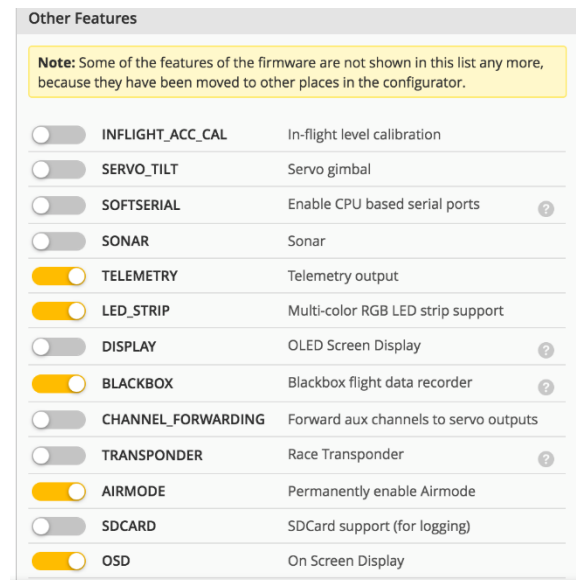 Other Features
Note: Some of the features of the firmware are not shown in this list any more,
because they have been moved to other places in the configurator.
INFLIGHT_ACC_CAL In-flight level calibration
SERVO_TILT Servo gimbal
SOFTSERIAL Enable CPU based serial ports ?
SONAR Sonar
TELEMETRY Telemetry output
LED_STRIP Multi-color RGB LED strip support
DISPLAY OLED Screen Display ?
BLACKBOX Blackbox flight data recorder ?
CHANNEL_FORWARDING Forward aux channels to servo outputs
TRANSPONDER Race Transponder ?
AIRMODE Permanently enable Airmode
SDCARD SDCard support (for logging)
OSD On Screen Display